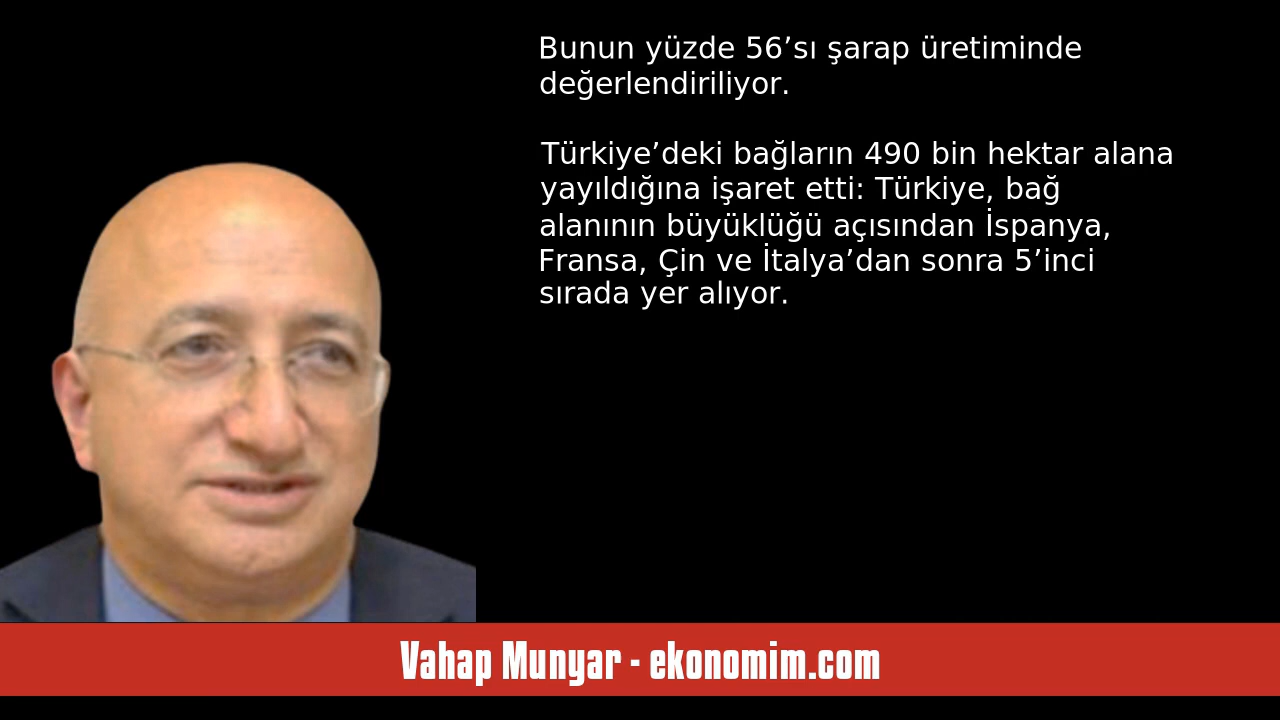 Bunun yüzde 56’sı şarap üretiminde
değerlendiriliyor.
Türkiye’deki bağların 490 bin hektar alana
yayıldığına işaret etti: Türkiye, bağ
alanının büyüklüğü açısından İspanya,
Fransa, Çin ve İtalya’dan sonra 5’inci
sırada yer alıyor.
Vahap Munyar - ekonomim.com